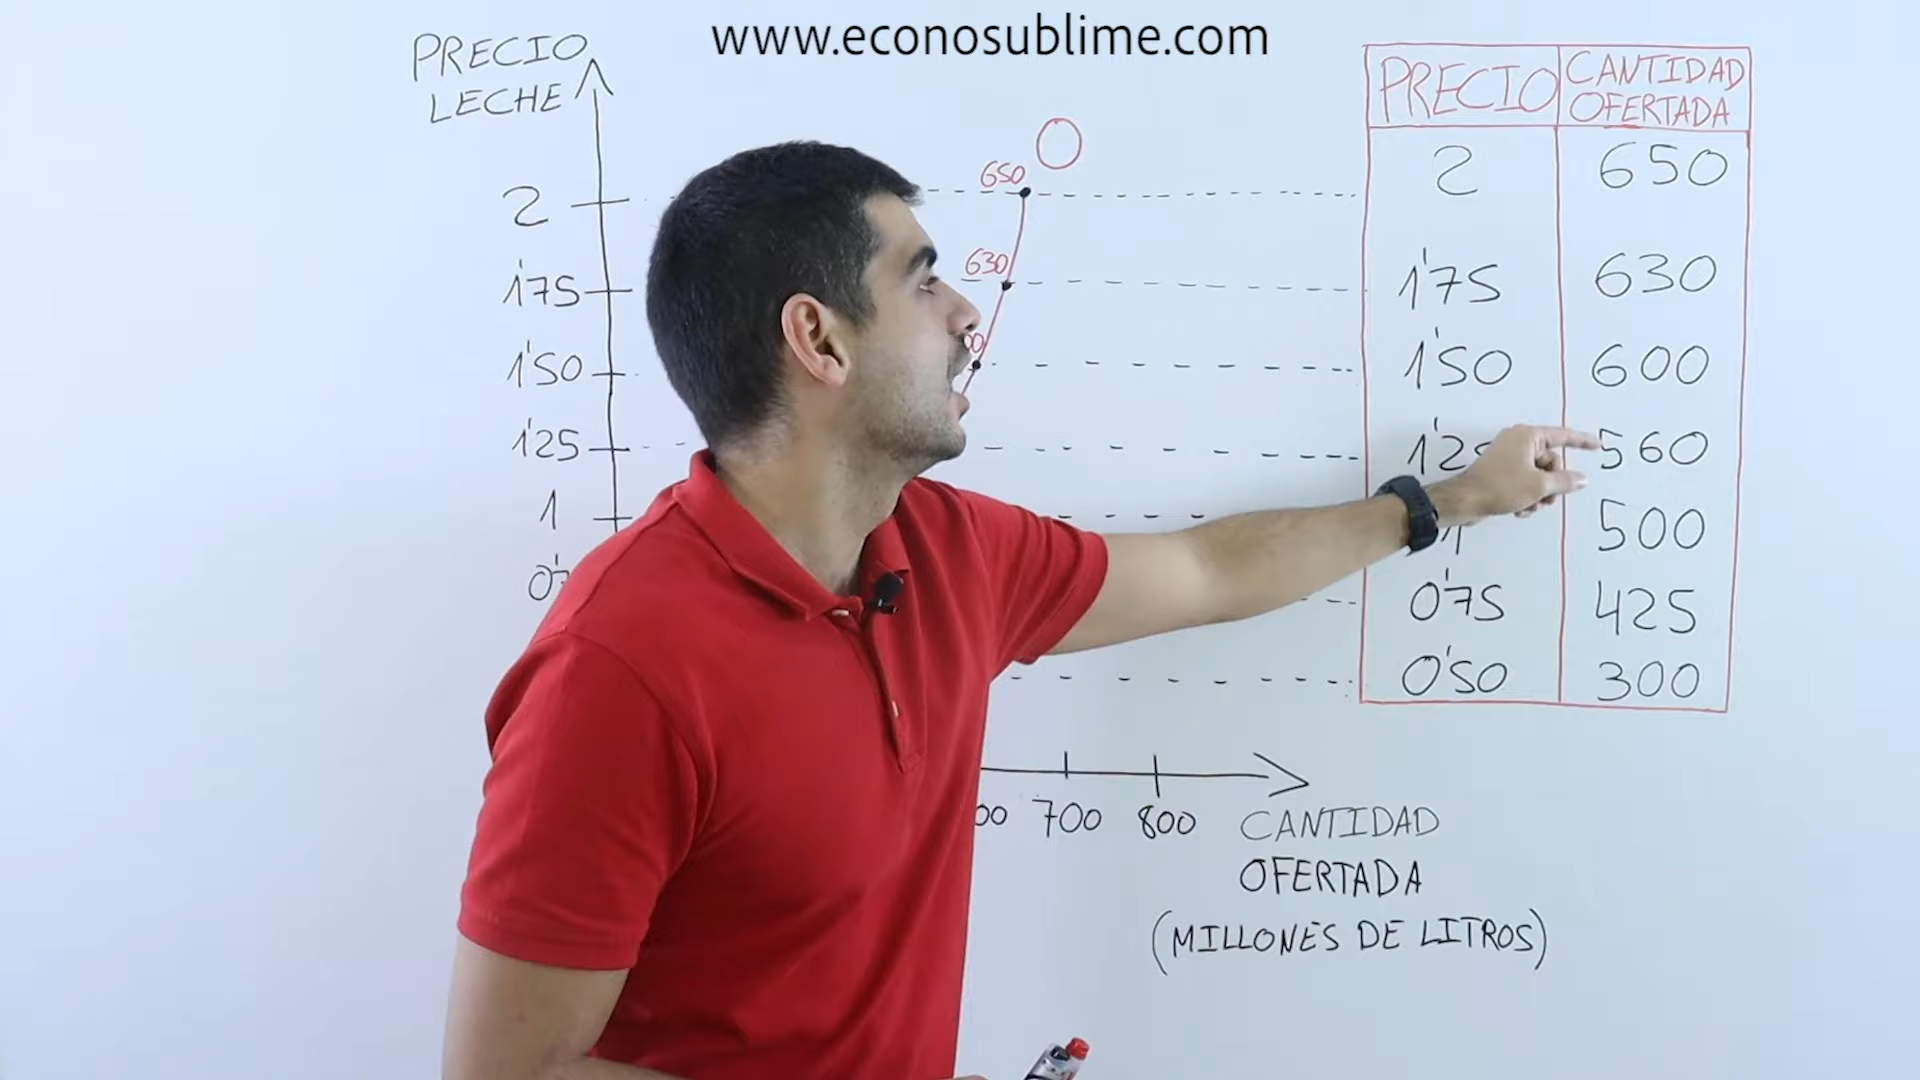 www.econosublime.com
PRECIO
LECHE
2
1'75
1'50
1'25
1
O
650
630
PRECIO CANTIDAD OFERTADA
2 650
1'75 630
1'50 600
560
500
0'75 425
0'50 300
700 800 CANTIDAD
OFERTADA
(MILLONES DE LITROS)